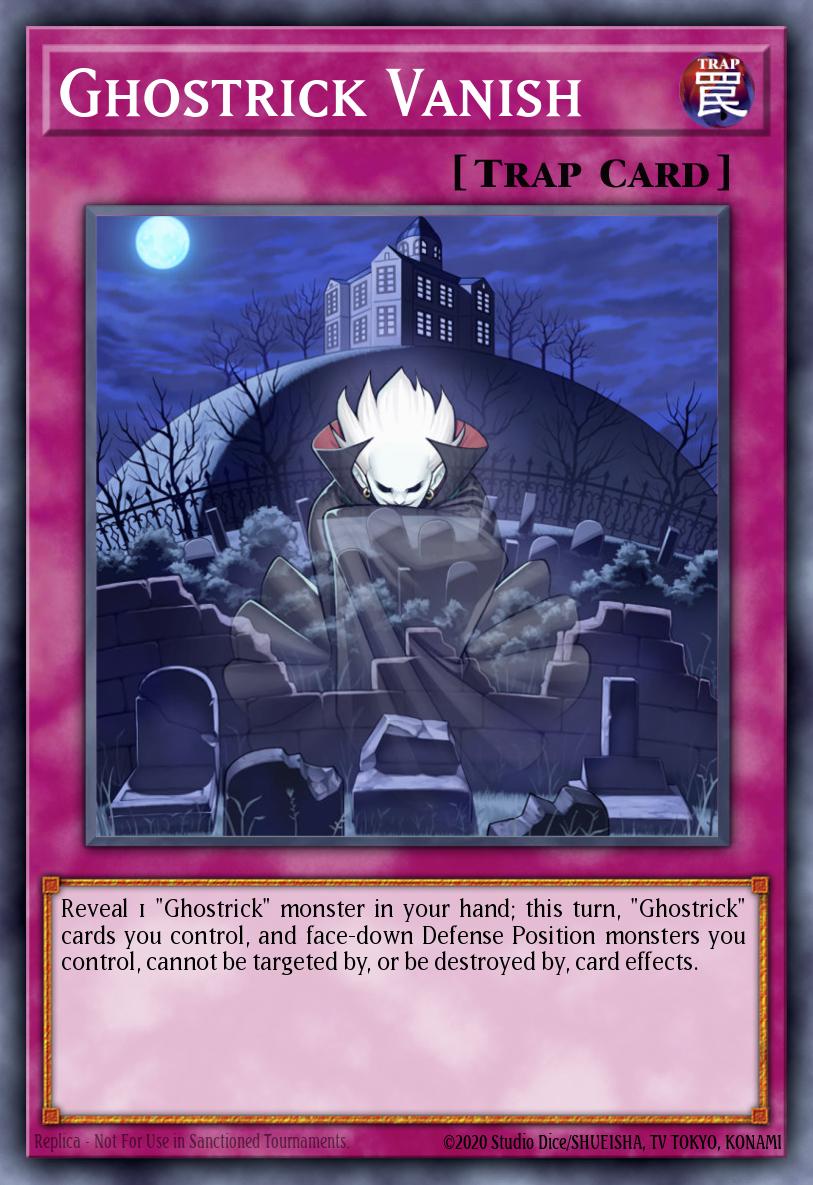 Ghostrick Vanish
TRAP
罠
[Trap Card]
Reveal 1 "Ghostrick" monster in your hand; this turn, "Ghostrick"
cards you control, and face-down Defense Position monsters you
control, cannot be targeted by, or be destroyed by, card effects.
Replica - Not For Use in Sanctioned Tournaments.
©2020 Studio Dice/SHUEISHA, TV TOKYO, KONAMI